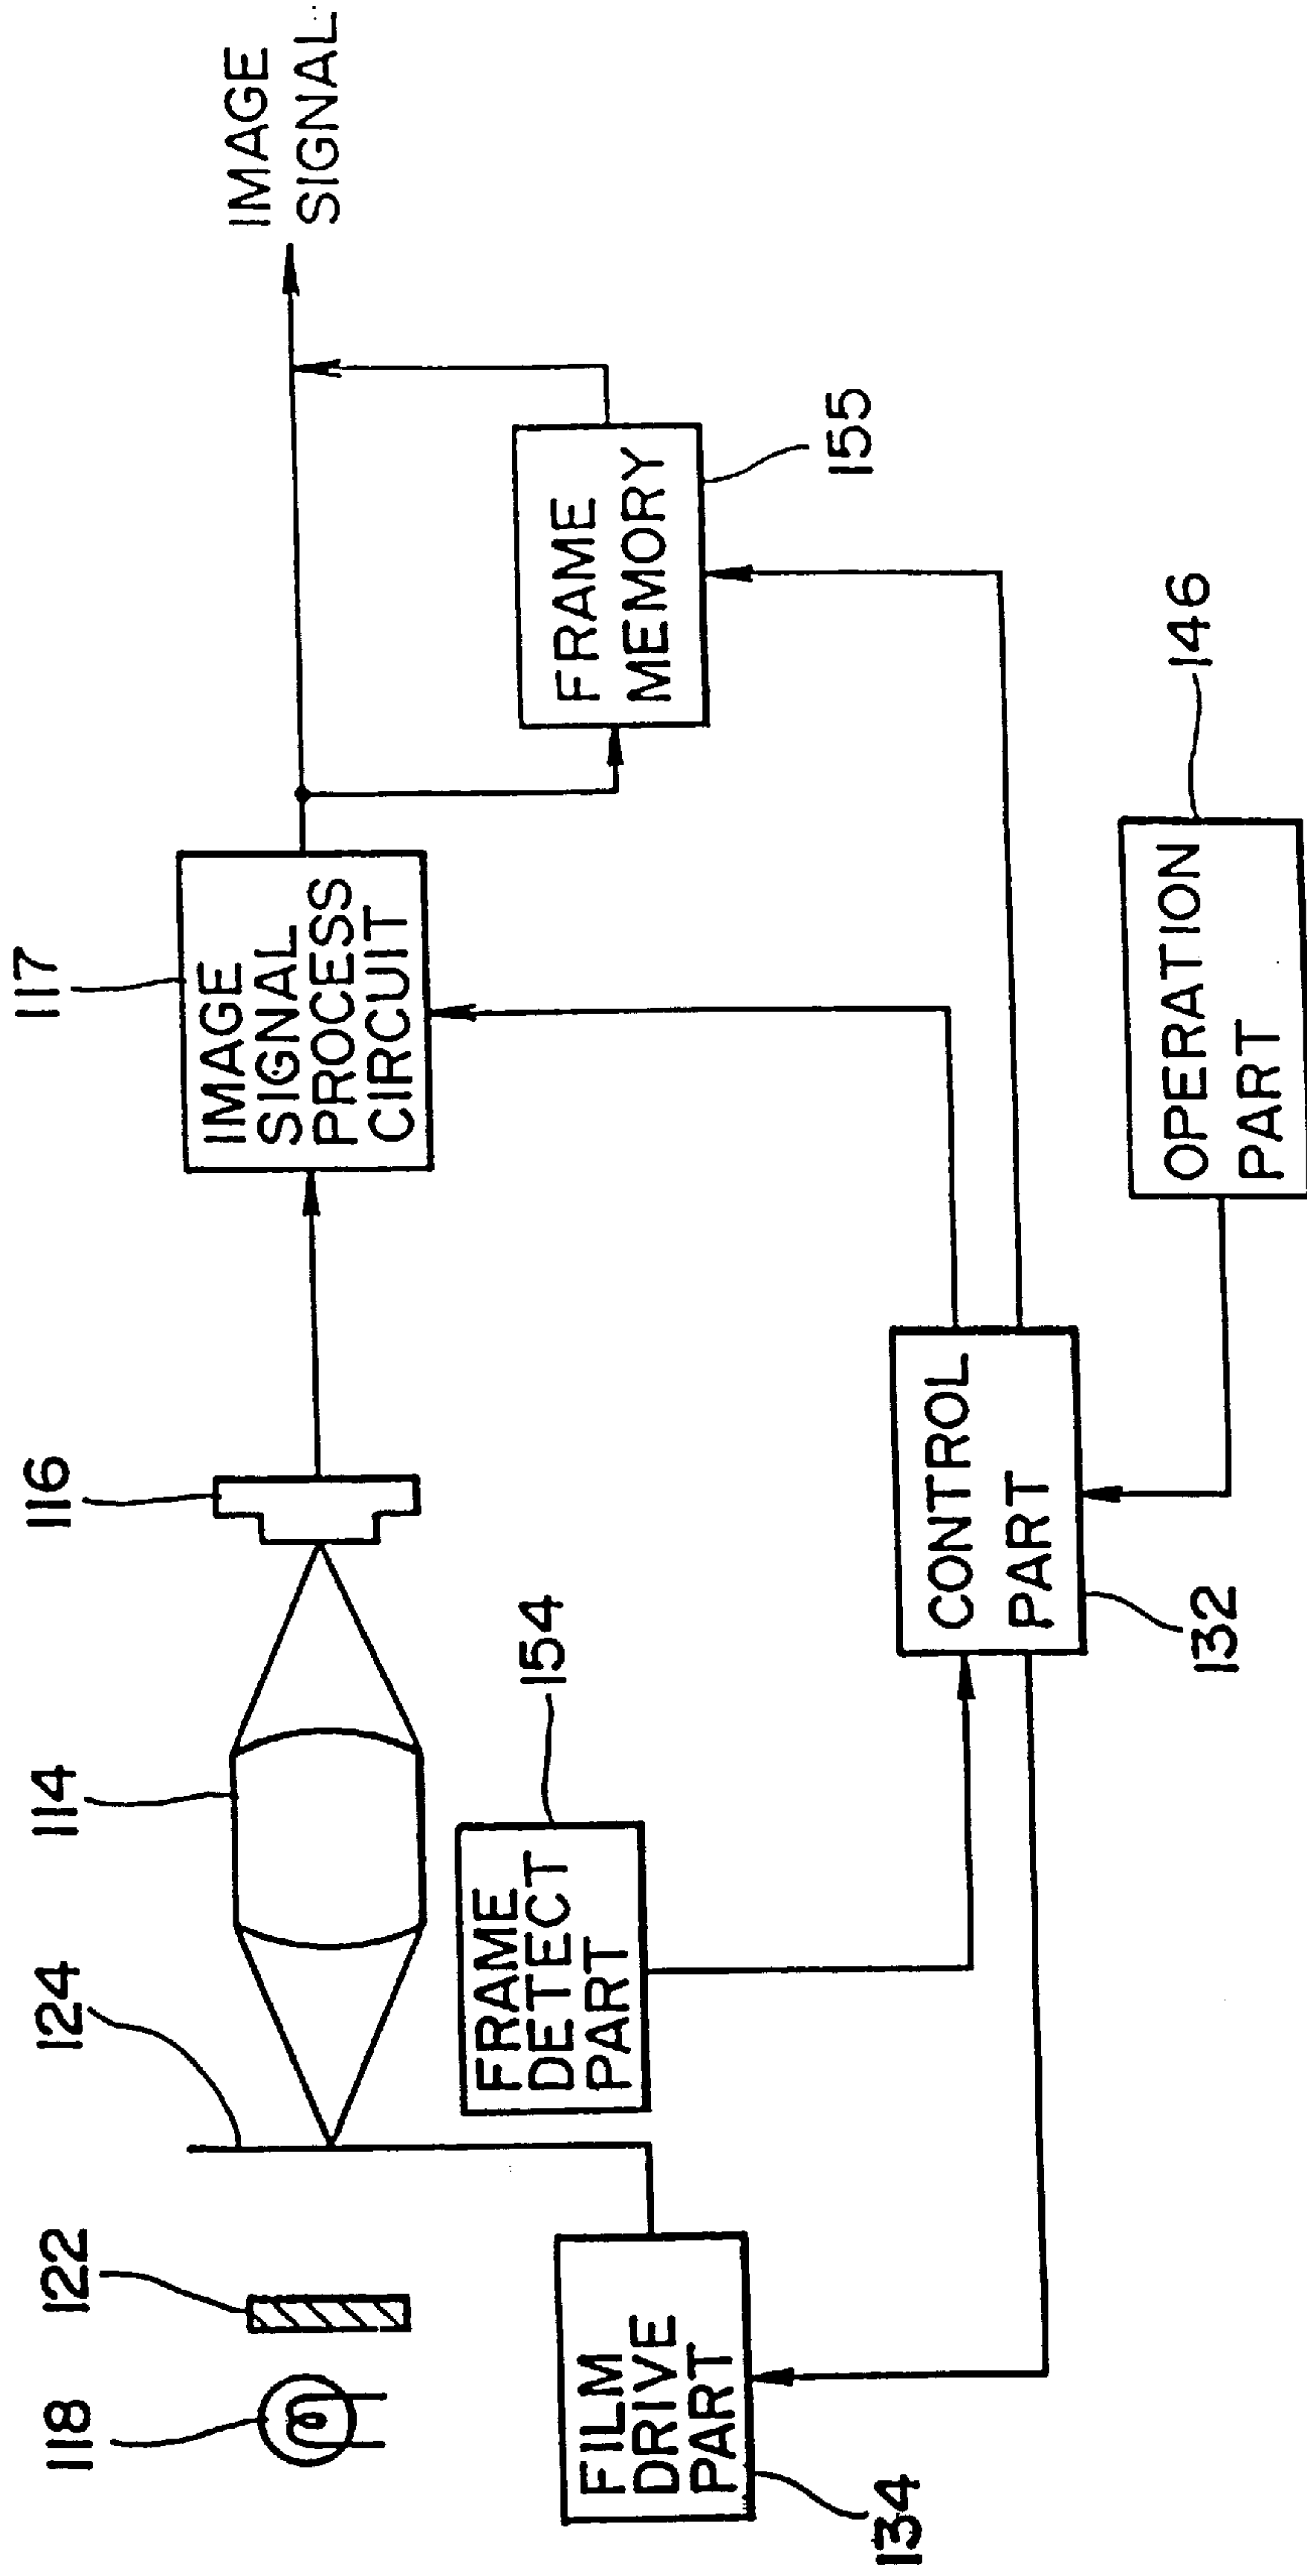 118
122
124
114
116
117
IMAGE
SIGNAL
PROCESS
CIRCUIT
IMAGE
SIGNAL
FRAME
MEMORY
155
FRAME
DETECT
PART
154
FILM
DRIVE
PART
134
CONTROL
PART
132
OPERATION
PART
146